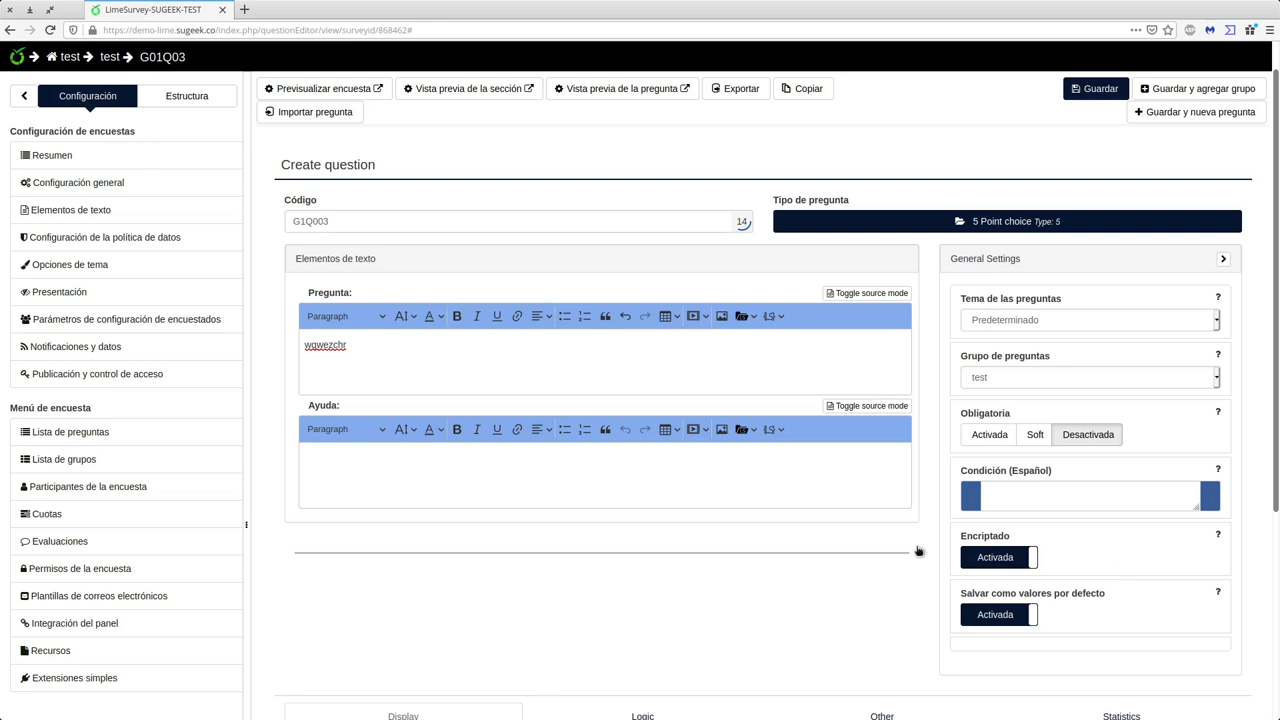 LimeSurvey-SUGEEK-TEST
https://demo-lime.sugeek.co/index.php/questionEditor/view/surveyid/868462#
test test G01Q03
Configuración Estructura
Previsualizar encuesta Vista previa de la sección Vista previa de la pregunta Exportar Copiar Guardar Guardar y agregar grupo
Importar pregunta Guardar y nueva pregunta
Configuración de encuestas
Resumen
Configuración general
Elementos de texto
Configuración de la política de datos
Opciones de tema
Presentación
Parámetros de configuración de encuestados
Notificaciones y datos
Publicación y control de acceso
Menú de encuesta
Lista de preguntas
Lista de grupos
Participantes de la encuesta
Cuotas
Evaluaciones
Permisos de la encuesta
Plantillas de correos electrónicos
Integración del panel
Recursos
Extensiones simples
Create question
Código Tipo de pregunta
G1Q003 14 5 Point choice Type: 5
Elementos de texto
Pregunta: Toggle source mode
Paragraph
wqwezchr
Ayuda: Toggle source mode
Paragraph
General Settings
Tema de las preguntas ?
Predeterminado
Grupo de preguntas ?
test
Obligatoria ?
Activada Soft Desactivada
Condición (Español) ?
Encriptado ?
Activada
Salvar como valores por defecto ?
Activada
Display Logic Other Statistics